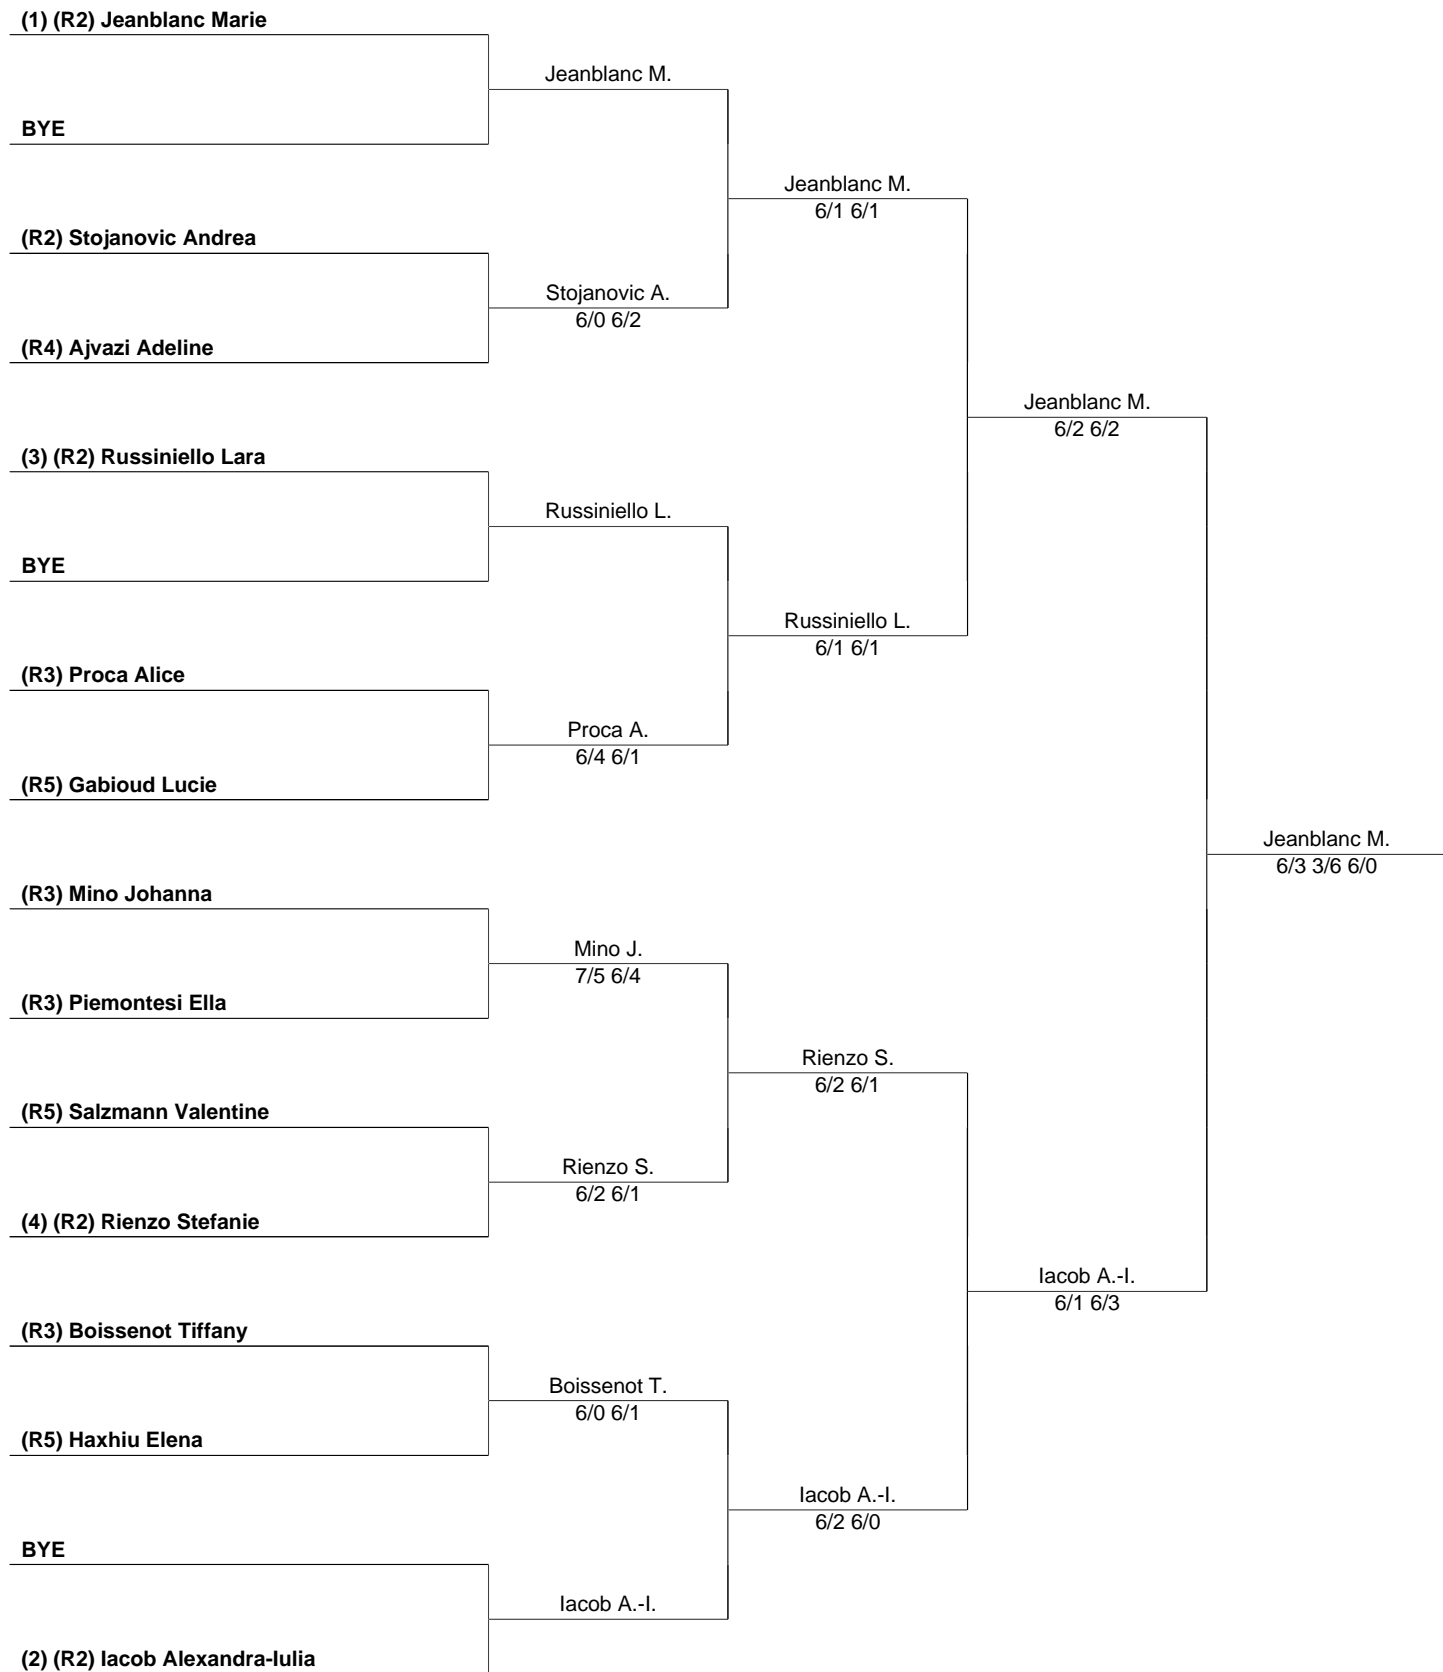 (1) (R2) Jeanblanc Marie
Jeanblanc M.
BYE
Jeanblanc M.
6/1 6/1
(R2) Stojanovic Andrea
Stojanovic A.
6/0 6/2
(R4) Ajvazi Adeline
Jeanblanc M.
6/2 6/2
(3) (R2) Russiniello Lara
Russiniello L.
BYE
Russiniello L.
6/1 6/1
(R3) Proca Alice
Proca A.
6/4 6/1
(R5) Gabioud Lucie
Jeanblanc M.
6/3 3/6 6/0
(R3) Mino Johanna
Mino J.
7/5 6/4
(R3) Piemontesi Ella
Rienzo S.
6/2 6/1
(R5) Salzmann Valentine
Rienzo S.
6/2 6/1
(4) (R2) Rienzo Stefanie
Iacob A.-I.
6/1 6/3
(R3) Boissenot Tiffany
Boissenot T.
6/0 6/1
(R5) Haxhiu Elena
Iacob A.-I.
6/2 6/0
BYE
Iacob A.-I.
(2) (R2) Iacob Alexandra-Iulia